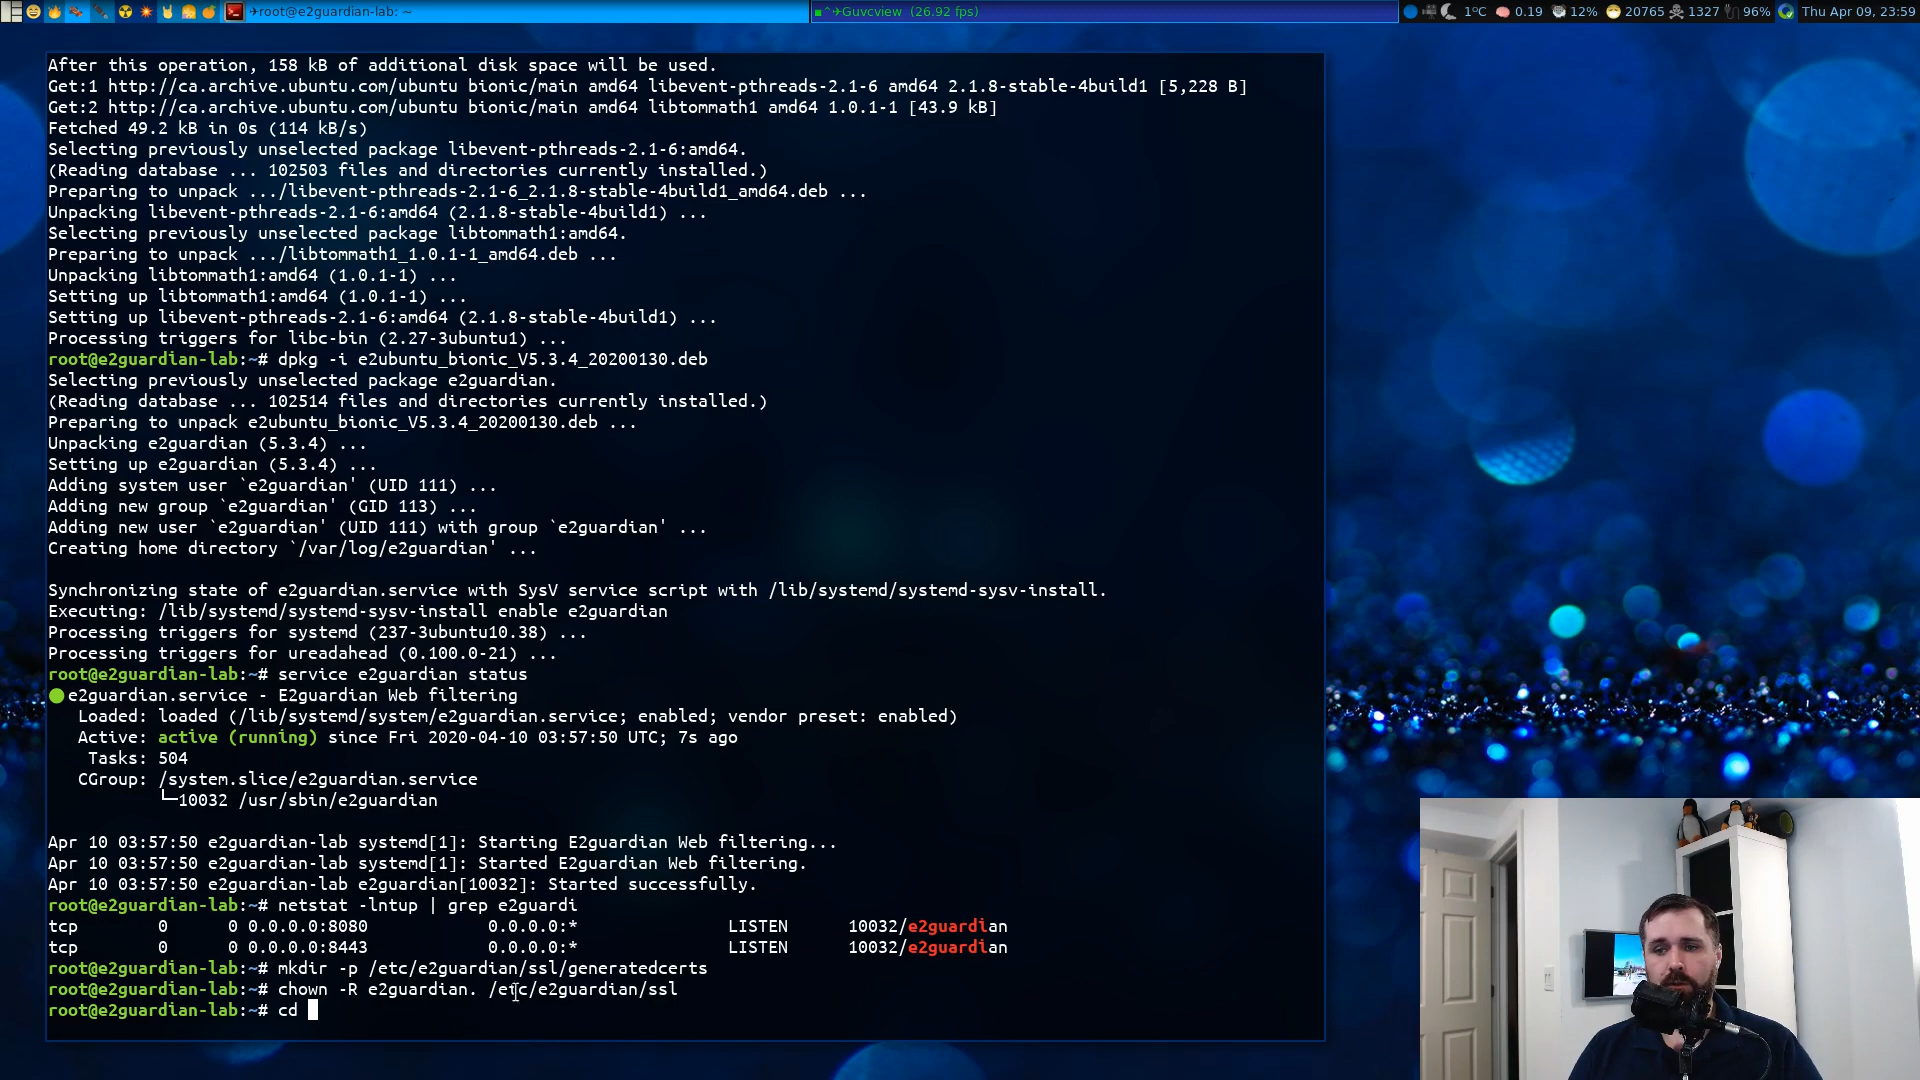 ✈root@e2guardian-lab: ~
■^✈Guvcview (26.92 fps)
1°C 0.19 12% 20765 1327 96% Thu Apr 09, 23:59
After this operation, 158 kB of additional disk space will be used.
Get:1 http://ca.archive.ubuntu.com/ubuntu bionic/main amd64 libevent-pthreads-2.1-6 amd64 2.1.8-stable-4build1 [5,228 B]
Get:2 http://ca.archive.ubuntu.com/ubuntu bionic/main amd64 libtommath1 amd64 1.0.1-1 [43.9 kB]
Fetched 49.2 kB in 0s (114 kB/s)
Selecting previously unselected package libevent-pthreads-2.1-6:amd64.
(Reading database ... 102503 files and directories currently installed.)
Preparing to unpack .../libevent-pthreads-2.1-6_2.1.8-stable-4build1_amd64.deb ...
Unpacking libevent-pthreads-2.1-6:amd64 (2.1.8-stable-4build1) ...
Selecting previously unselected package libtommath1:amd64.
Preparing to unpack .../libtommath1_1.0.1-1_amd64.deb ...
Unpacking libtommath1:amd64 (1.0.1-1) ...
Setting up libtommath1:amd64 (1.0.1-1) ...
Setting up libevent-pthreads-2.1-6:amd64 (2.1.8-stable-4build1) ...
Processing triggers for libc-bin (2.27-3ubuntu1) ...
root@e2guardian-lab:~# dpkg -i e2ubuntu_bionic_V5.3.4_20200130.deb
Selecting previously unselected package e2guardian.
(Reading database ... 102514 files and directories currently installed.)
Preparing to unpack e2ubuntu_bionic_V5.3.4_20200130.deb ...
Unpacking e2guardian (5.3.4) ...
Setting up e2guardian (5.3.4) ...
Adding system user `e2guardian' (UID 111) ...
Adding new group `e2guardian' (GID 113) ...
Adding new user `e2guardian' (UID 111) with group `e2guardian' ...
Creating home directory `/var/log/e2guardian' ...
Synchronizing state of e2guardian.service with SysV service script with /lib/systemd/systemd-sysv-install.
Executing: /lib/systemd/systemd-sysv-install enable e2guardian
Processing triggers for systemd (237-3ubuntu10.38) ...
Processing triggers for ureadahead (0.100.0-21) ...
root@e2guardian-lab:~# service e2guardian status
● e2guardian.service - E2guardian Web filtering
Loaded: loaded (/lib/systemd/system/e2guardian.service; enabled; vendor preset: enabled)
Active: active (running) since Fri 2020-04-10 03:57:50 UTC; 7s ago
Tasks: 504
CGroup: /system.slice/e2guardian.service
└─10032 /usr/sbin/e2guardian
Apr 10 03:57:50 e2guardian-lab systemd[1]: Starting E2guardian Web filtering...
Apr 10 03:57:50 e2guardian-lab systemd[1]: Started E2guardian Web filtering.
Apr 10 03:57:50 e2guardian-lab e2guardian[10032]: Started successfully.
root@e2guardian-lab:~# netstat -lntup | grep e2guardi
tcp 0 0 0.0.0.0:8080 0.0.0.0:* LISTEN 10032/e2guardian
tcp 0 0 0.0.0.0:8443 0.0.0.0:* LISTEN 10032/e2guardian
root@e2guardian-lab:~# mkdir -p /etc/e2guardian/ssl/generatedcerts
root@e2guardian-lab:~# chown -R e2guardian. /etc/e2guardian/ssl
root@e2guardian-lab:~# cd